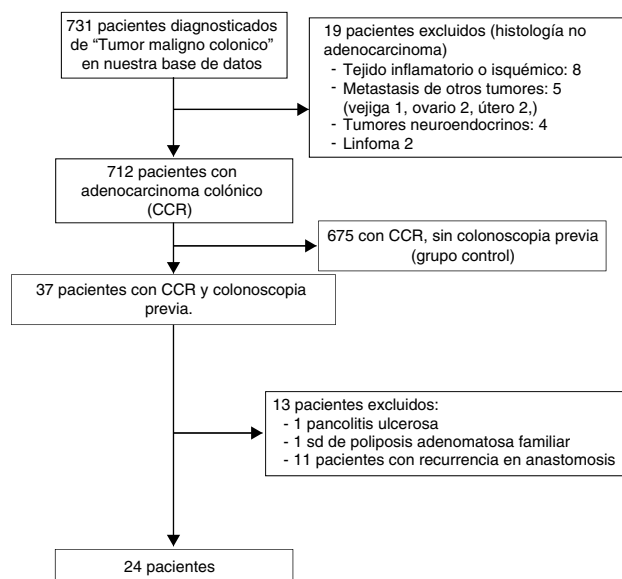 731 pacientes diagnosticados
de “Tumor maligno colonico”
en nuestra base de datos
19 pacientes excluidos (histología no
adenocarcinoma)
- Tejido inflamatorio o isquémico: 8
- Metastasis de otros tumores: 5
(vejiga 1, ovario 2, útero 2,)
- Tumores neuroendocrinos: 4
- Linfoma 2
712 pacientes con
adenocarcinoma colónico
(CCR)
675 con CCR, sin colonoscopia previa
(grupo control)
37 pacientes con CCR y colonoscopia
previa.
13 pacientes excluidos:
- 1 pancolitis ulcerosa
- 1 sd de poliposis adenomatosa familiar
- 11 pacientes con recurrencia en anastomosis
24 pacientes